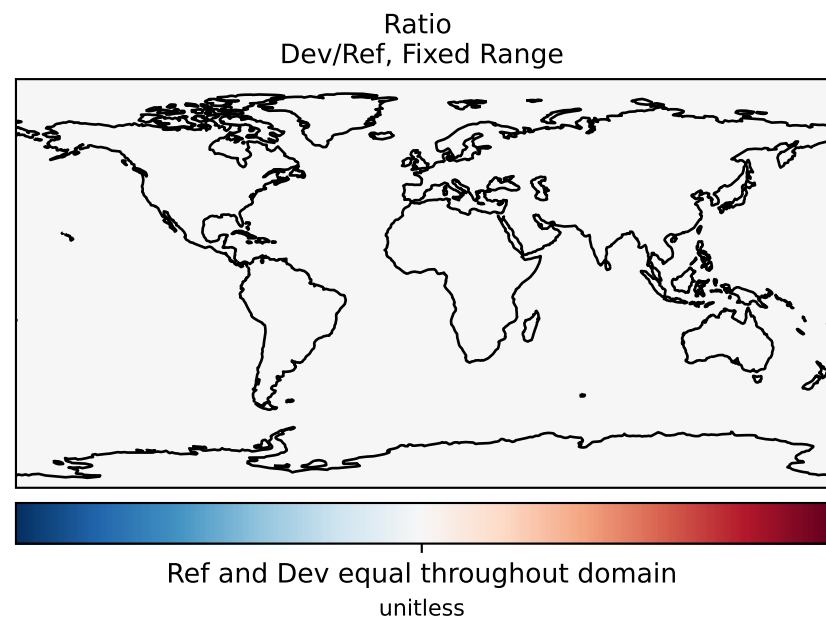 Ratio
Dev/Ref, Fixed Range
Ref and Dev equal throughout domain
unitless